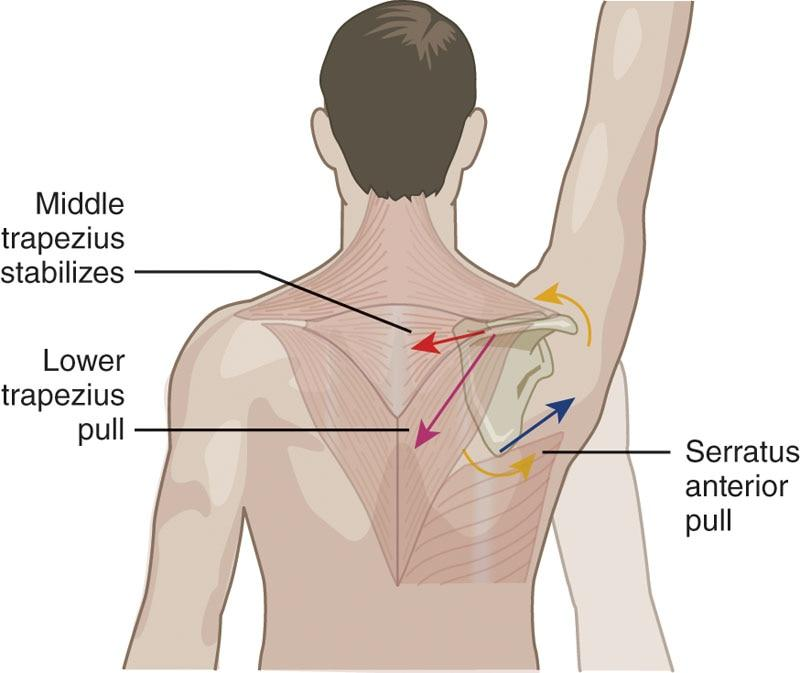 Middle
trapezius
stabilizes
Lower
trapezius
pull
Serratus
anterior
pull